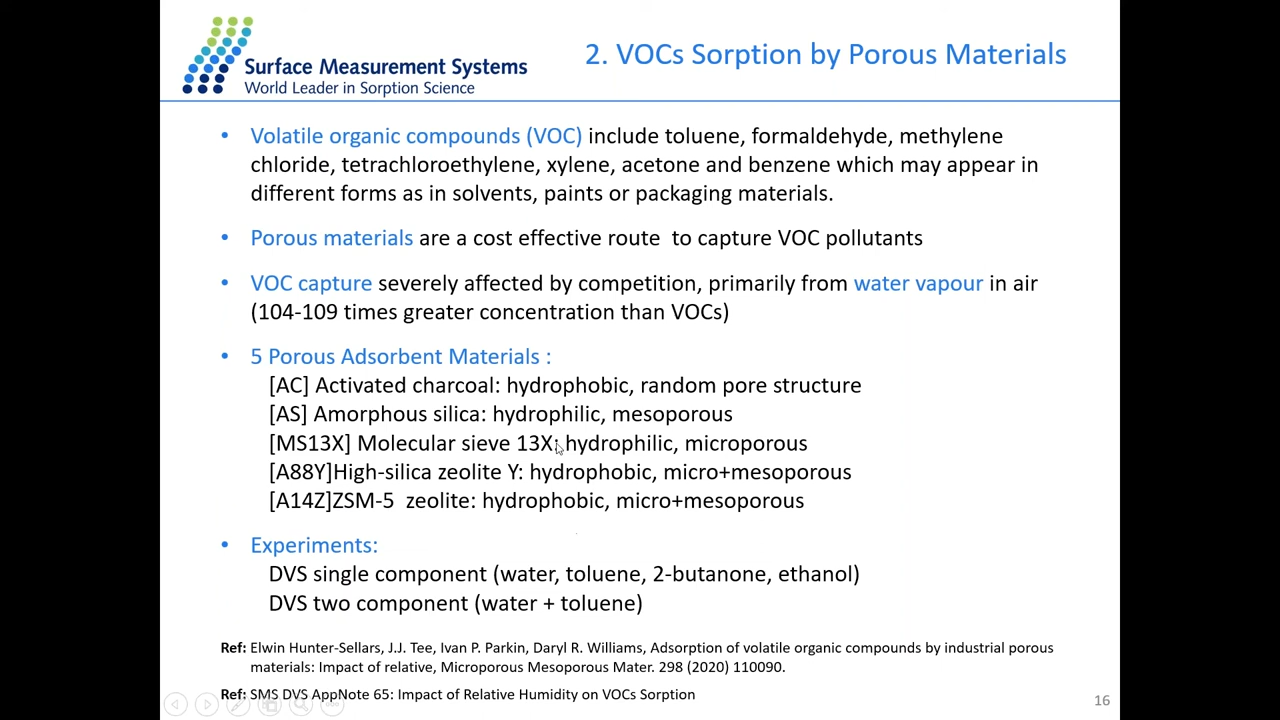 Surface Measurement Systems
World Leader in Sorption Science
2. VOCs Sorption by Porous Materials
• Volatile organic compounds (VOC) include toluene, formaldehyde, methylene
chloride, tetrachloroethylene, xylene, acetone and benzene which may appear in
different forms as in solvents, paints or packaging materials.
• Porous materials are a cost effective route to capture VOC pollutants
• VOC capture severely affected by competition, primarily from water vapour in air
(104-109 times greater concentration than VOCs)
• 5 Porous Adsorbent Materials :
[AC] Activated charcoal: hydrophobic, random pore structure
[AS] Amorphous silica: hydrophilic, mesoporous
[MS13X] Molecular sieve 13X: hydrophilic, microporous
[A88Y]High-silica zeolite Y: hydrophobic, micro+mesoporous
[A14Z]ZSM-5 zeolite: hydrophobic, micro+mesoporous
• Experiments:
DVS single component (water, toluene, 2-butanone, ethanol)
DVS two component (water + toluene)
Ref: Elwin Hunter-Sellars, J.J. Tee, Ivan P. Parkin, Daryl R. Williams, Adsorption of volatile organic compounds by industrial porous
materials: Impact of relative, Microporous Mesoporous Mater. 298 (2020) 110090.
Ref: SMS DVS AppNote 65: Impact of Relative Humidity on VOCs Sorption
16